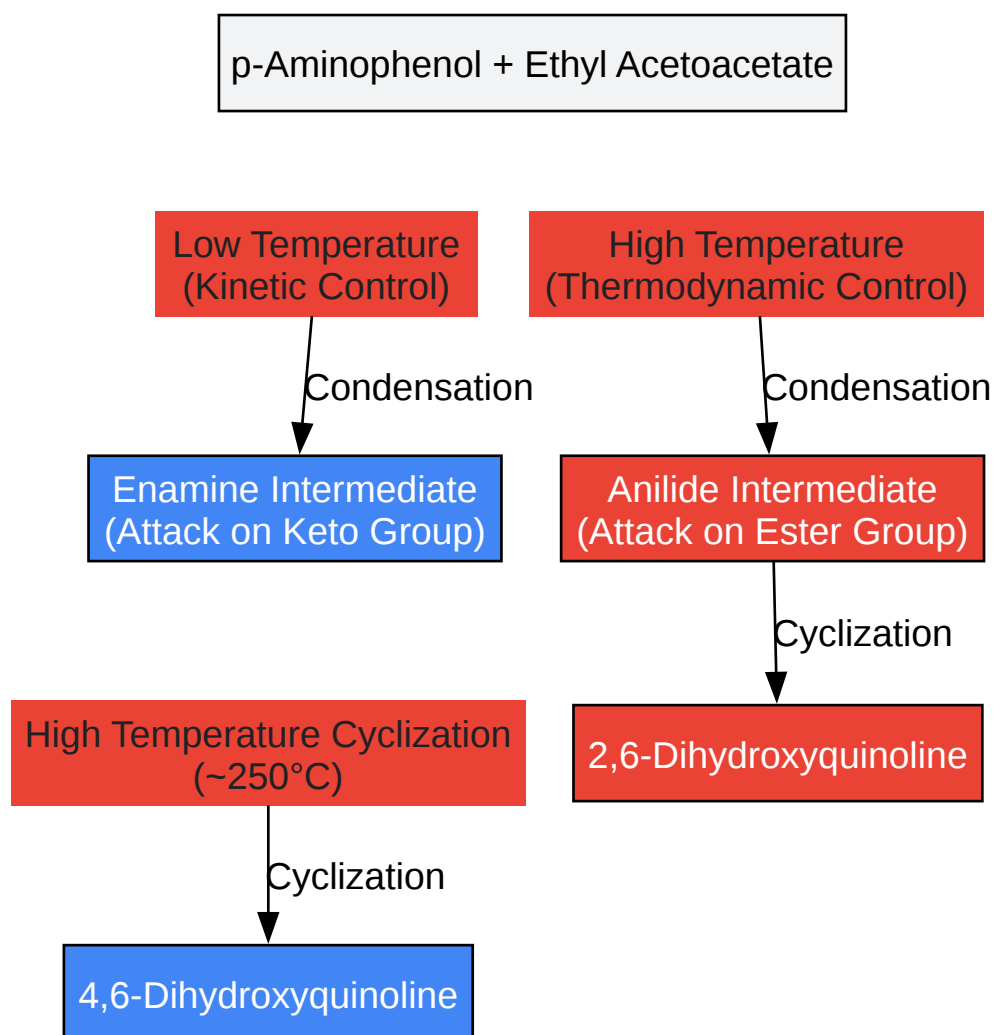 p-Aminophenol + Ethyl Acetoacetate
Low Temperature
(Kinetic Control)
High Temperature
(Thermodynamic Control)
Condensation
Condensation
Enamine Intermediate
(Attack on Keto Group)
Anilide Intermediate
(Attack on Ester Group)
Cyclization
High Temperature Cyclization
(~250°C)
2,6-Dihydroxyquinoline
Cyclization
4,6-Dihydroxyquinoline